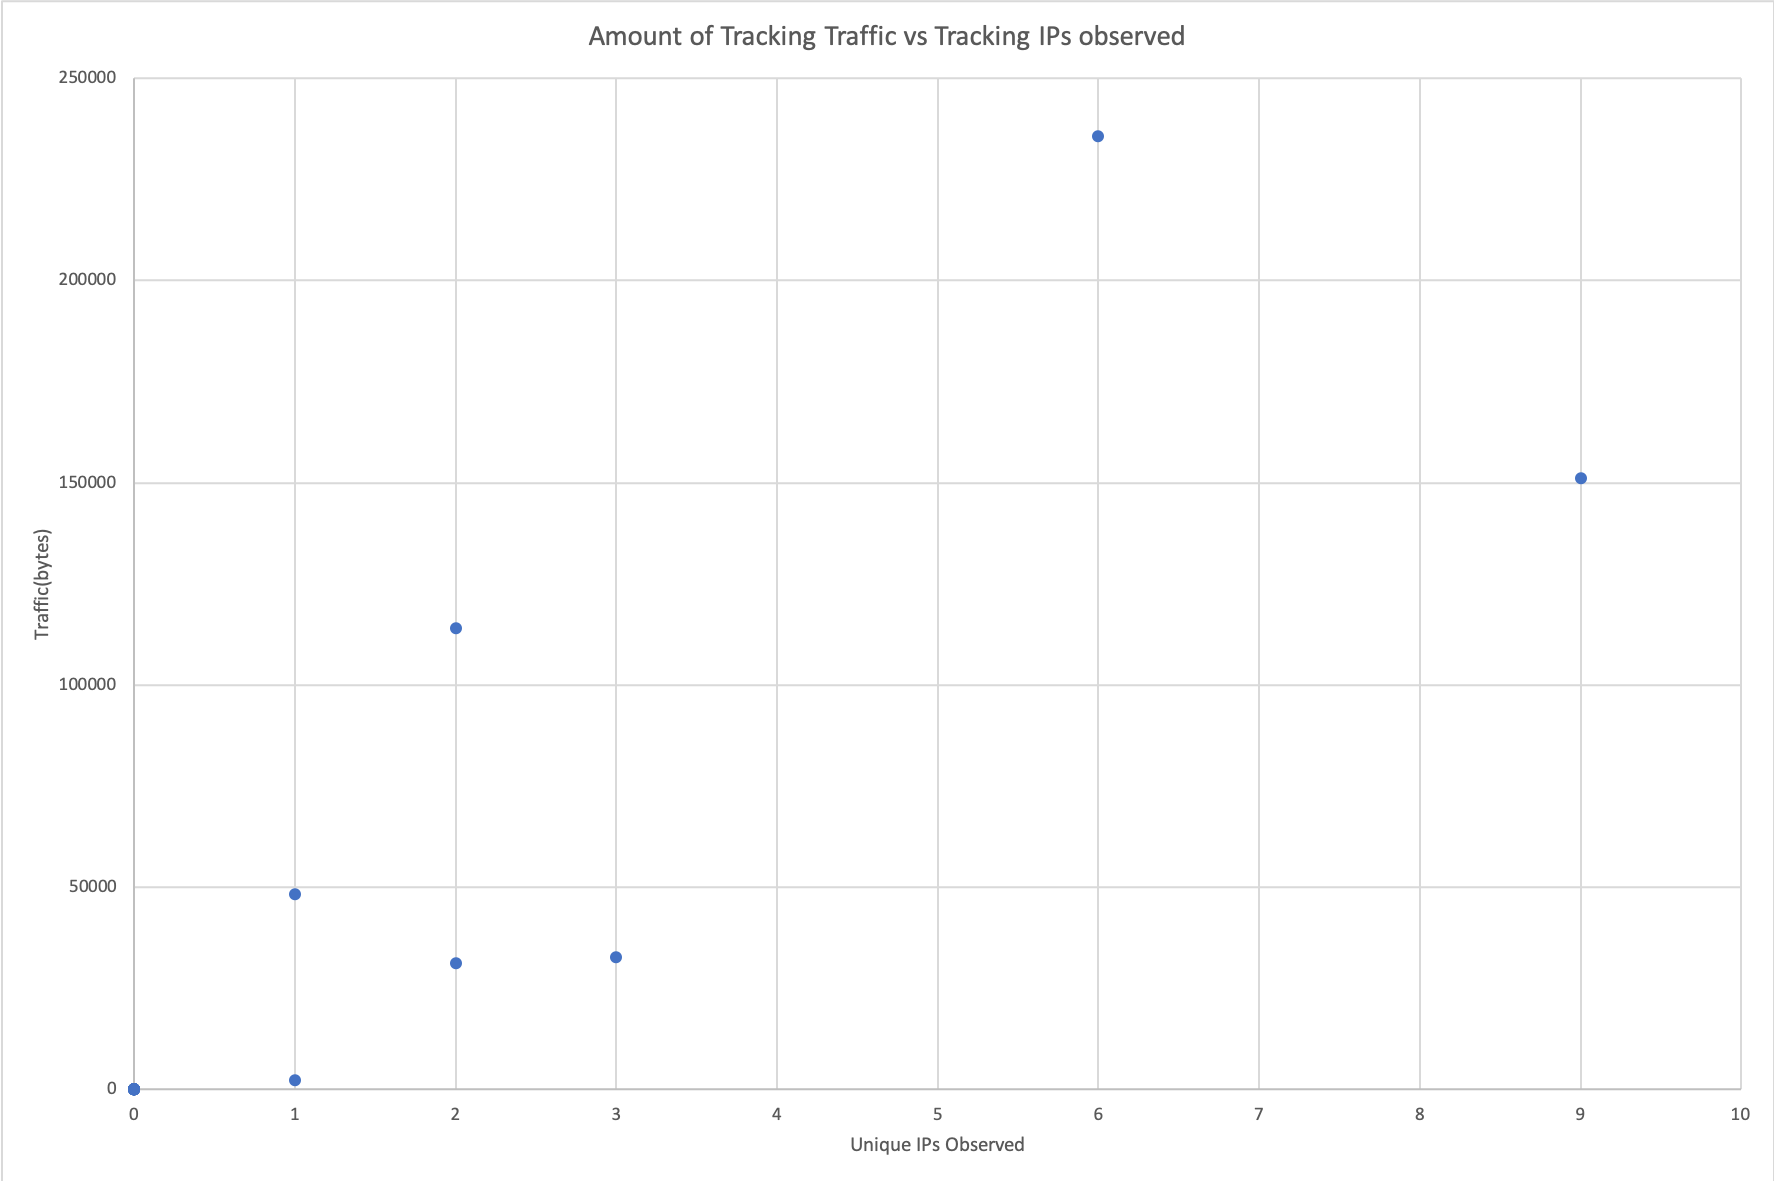 Amount of Tracking Traffic vs Tracking IPs observed
250000
200000
150000
100000
50000
0
Traffic(bytes)
0 1 2 3 4 5 6 7 8 9 10
Unique IPs Observed